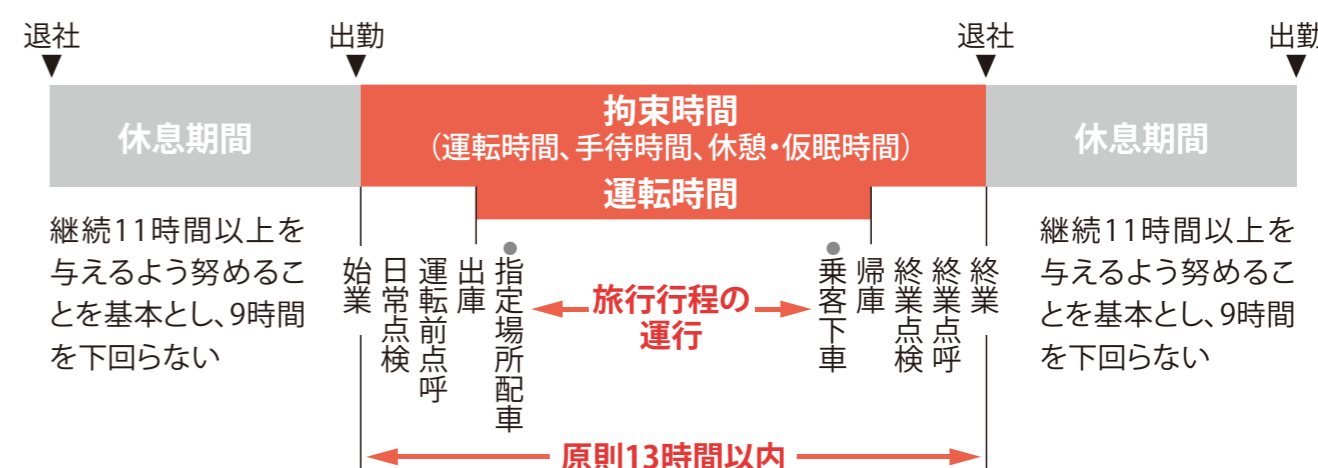 退社
出勤
退社
出勤
休息期間
拘束時間
(運転時間、手待時間、休憩・仮眠時間)
運転時間
休息期間
継続11時間以上を
与えるよう努めるこ
とを基本とし、9時間
を下回らない
始業
日常点検
運転前点呼
出庫
指定場所配車
旅行行程の
運行
乗客下車
帰庫
終業点検
終業点呼
終業
継続11時間以上を
与えるよう努めるこ
とを基本とし、9時間
を下回らない
原則13時間以内